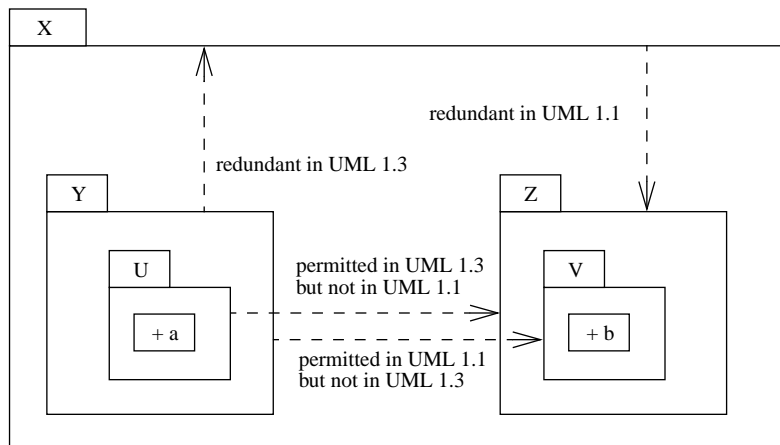 X
redundant in UML 1.1
redundant in UML 1.3
Y
Z
U
permitted in UML 1.3
but not in UML 1.1
V
+ a
+ b
permitted in UML 1.1
but not in UML 1.3